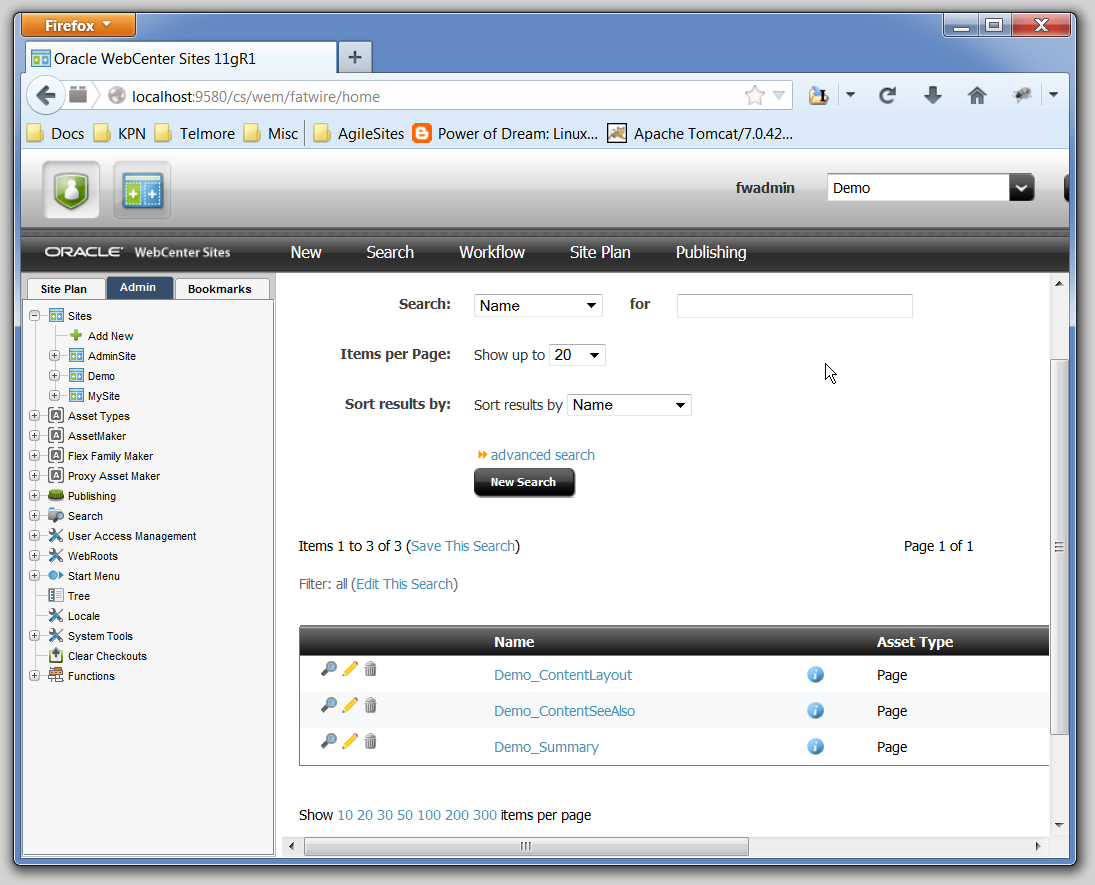 Firefox
Oracle WebCenter Sites 11gR1
localhost:9580/cs/wem/fatwire/home
Docs KPN Telmore Misc AgileSites Power of Dream: Linux... Apache Tomcat/7.0.42...
fwadmin Demo
ORACLE WebCenter Sites New Search Workflow Site Plan Publishing
Site Plan Admin Bookmarks
Sites
Add New
AdminSite
Demo
MySite
Asset Types
AssetMaker
Flex Family Maker
Proxy Asset Maker
Publishing
Search
User Access Management
WebRoots
Start Menu
Tree
Locale
System Tools
Clear Checkouts
Functions
Search: Name for
Items per Page: Show up to 20
Sort results by: Sort results by Name
advanced search
New Search
Items 1 to 3 of 3 (Save This Search) Page 1 of 1
Filter: all (Edit This Search)
Name Asset Type
Demo_ContentLayout Page
Demo_ContentSeeAlso Page
Demo_Summary Page
Show 10 20 30 50 100 200 300 items per page